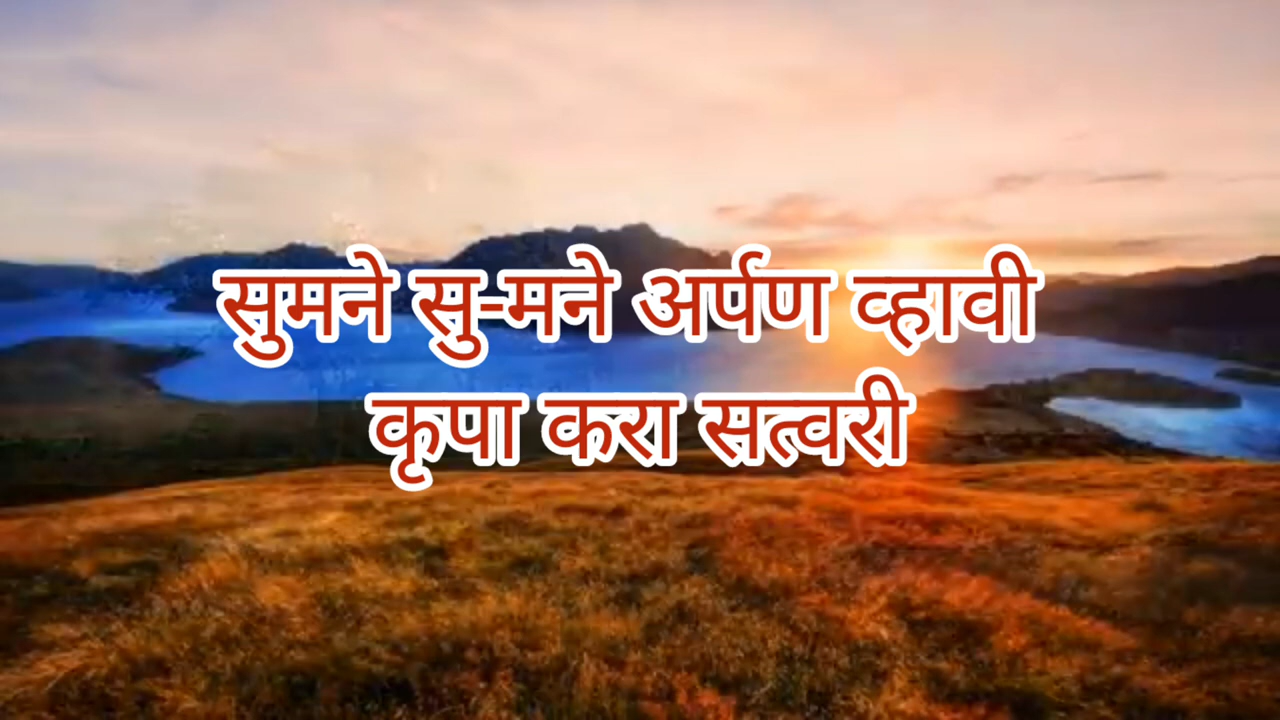 सुमने सु-मने अर्पण व्हावी
कृपा करा सत्वरी